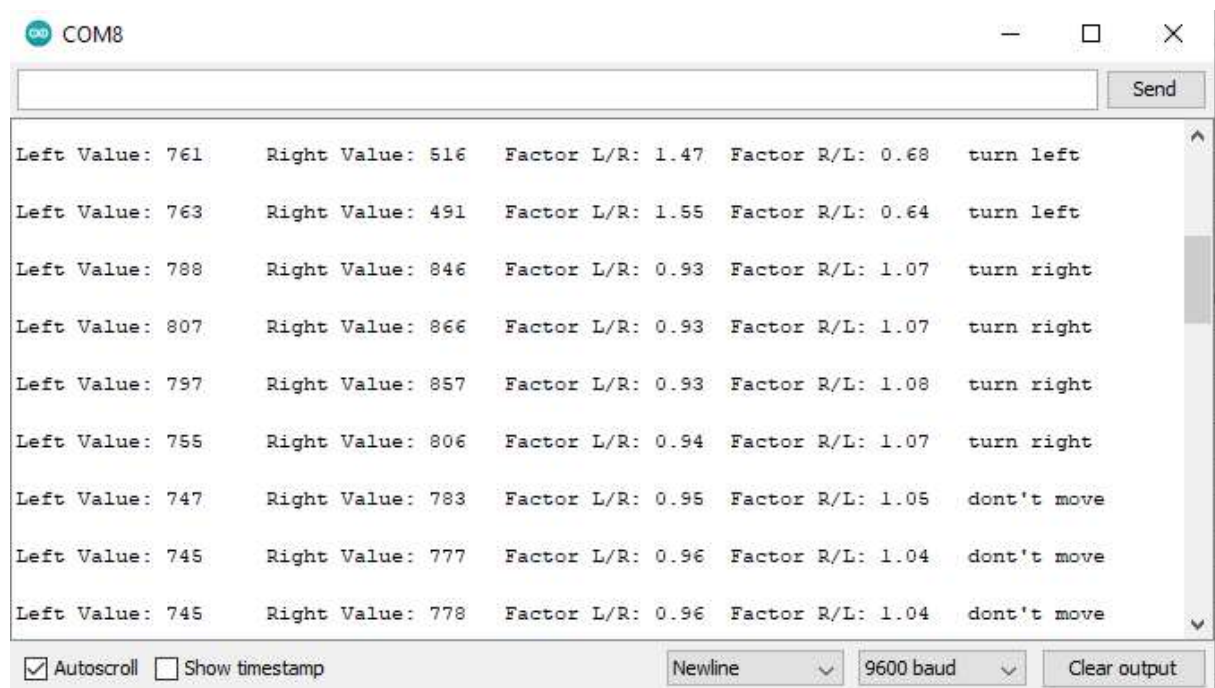 COM8
Send
Left Value: 761 Right Value: 516 Factor L/R: 1.47 Factor R/L: 0.68 turn left
Left Value: 763 Right Value: 491 Factor L/R: 1.55 Factor R/L: 0.64 turn left
Left Value: 788 Right Value: 846 Factor L/R: 0.93 Factor R/L: 1.07 turn right
Left Value: 807 Right Value: 866 Factor L/R: 0.93 Factor R/L: 1.07 turn right
Left Value: 797 Right Value: 857 Factor L/R: 0.93 Factor R/L: 1.08 turn right
Left Value: 755 Right Value: 806 Factor L/R: 0.94 Factor R/L: 1.07 turn right
Left Value: 747 Right Value: 783 Factor L/R: 0.95 Factor R/L: 1.05 dont't move
Left Value: 745 Right Value: 777 Factor L/R: 0.96 Factor R/L: 1.04 dont't move
Left Value: 745 Right Value: 778 Factor L/R: 0.96 Factor R/L: 1.04 dont't move
Autoscroll Show timestamp Newline 9600 baud Clear output